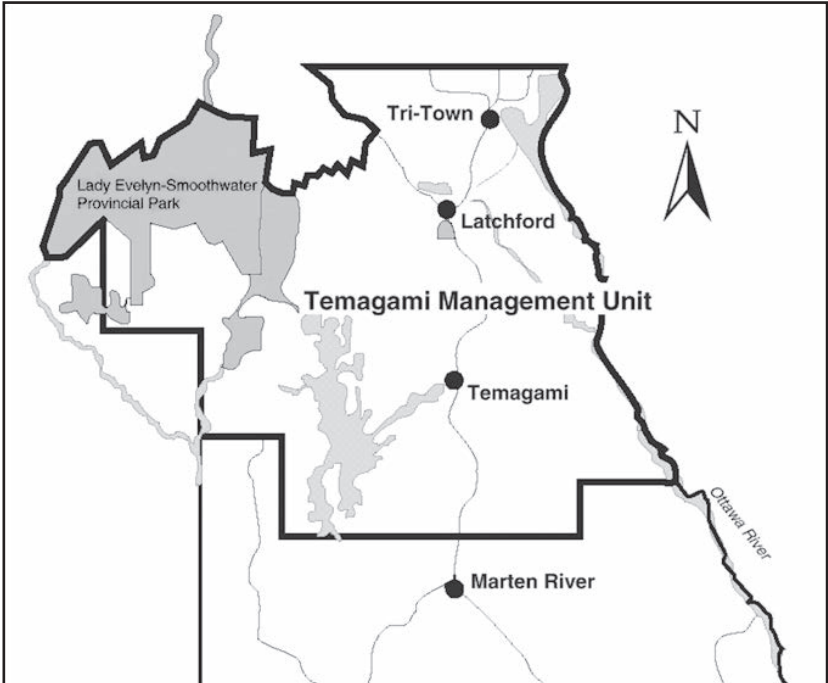 Tri-Town
N
Lady Evelyn-Smoothwater
Provincial Park
Latchford
Temagami Management Unit
Temagami
Ottawa River
Marten River